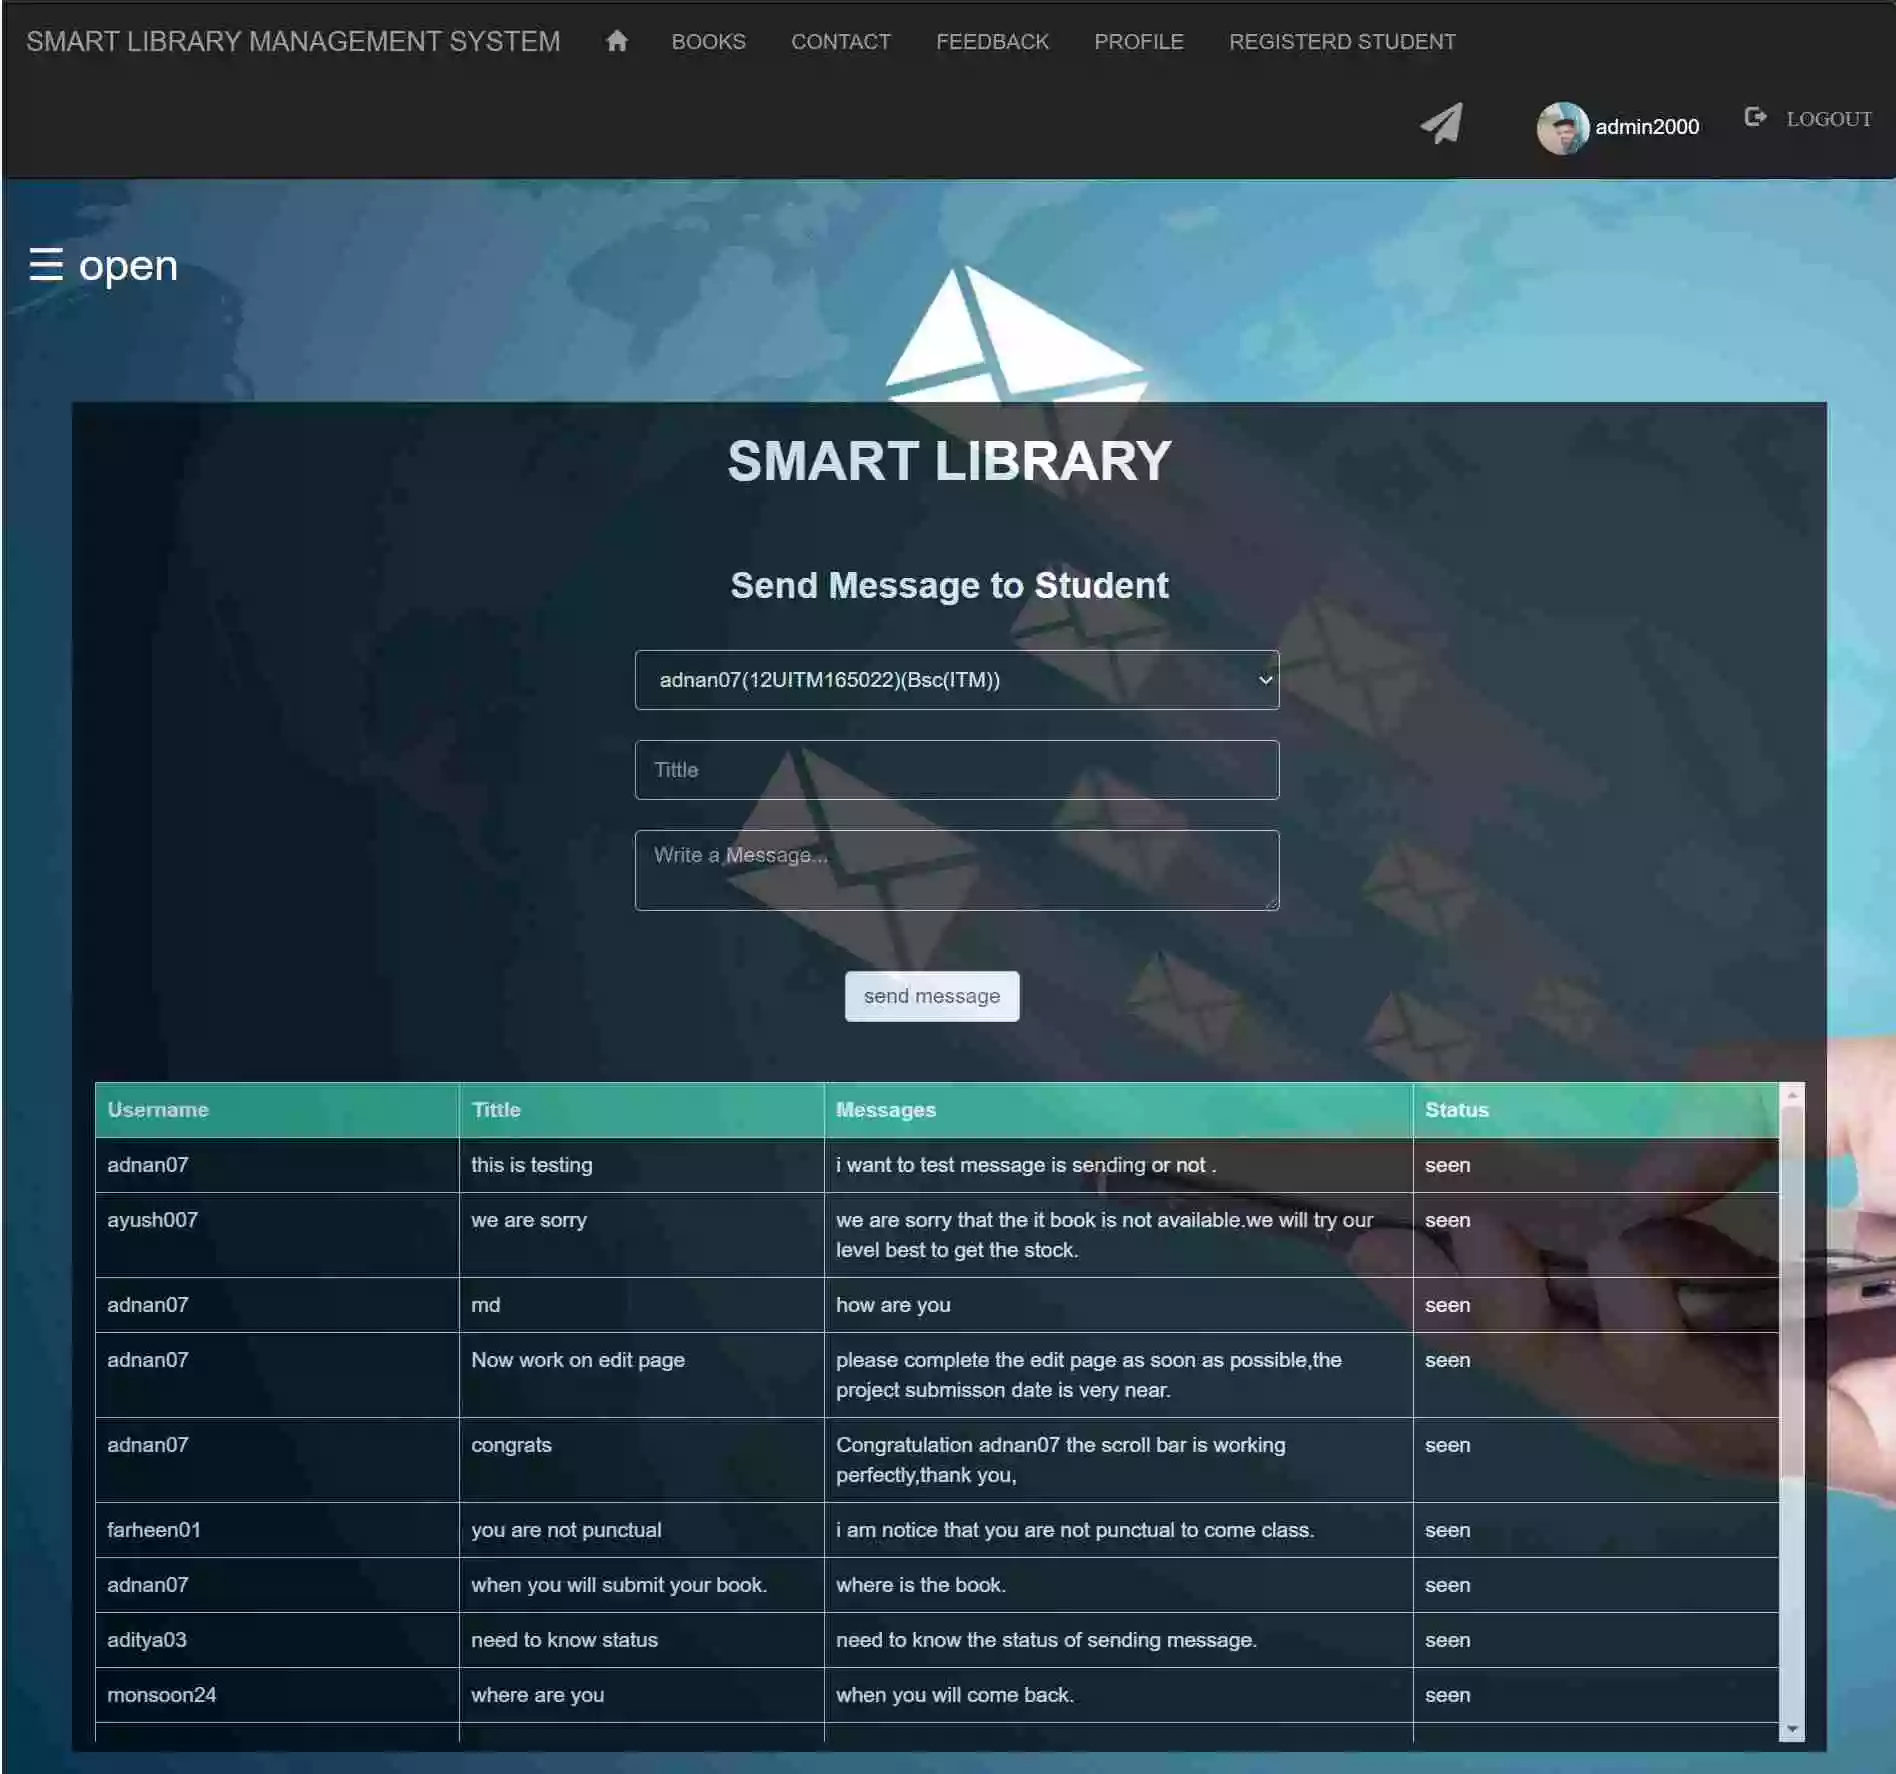 SMART LIBRARY MANAGEMENT SYSTEM BOOKS CONTACT FEEDBACK PROFILE REGISTERD STUDENT
admin2000 LOGOUT
☰ open
SMART LIBRARY
Send Message to Student
adnan07(12UITM165022)(Bsc(ITM))
Tittle
Write a Message...
send message
Username Tittle Messages Status
adnan07 this is testing i want to test message is sending or not . seen
ayush007 we are sorry we are sorry that the it book is not available.we will try our seen
level best to get the stock.
adnan07 md how are you seen
adnan07 Now work on edit page please complete the edit page as soon as possible,the seen
project submisson date is very near.
adnan07 congrats Congratulation adnan07 the scroll bar is working seen
perfectly,thank you,
farheen01 you are not punctual i am notice that you are not punctual to come class. seen
adnan07 when you will submit your book. where is the book. seen
aditya03 need to know status need to know the status of sending message. seen
monsoon24 where are you when you will come back. seen